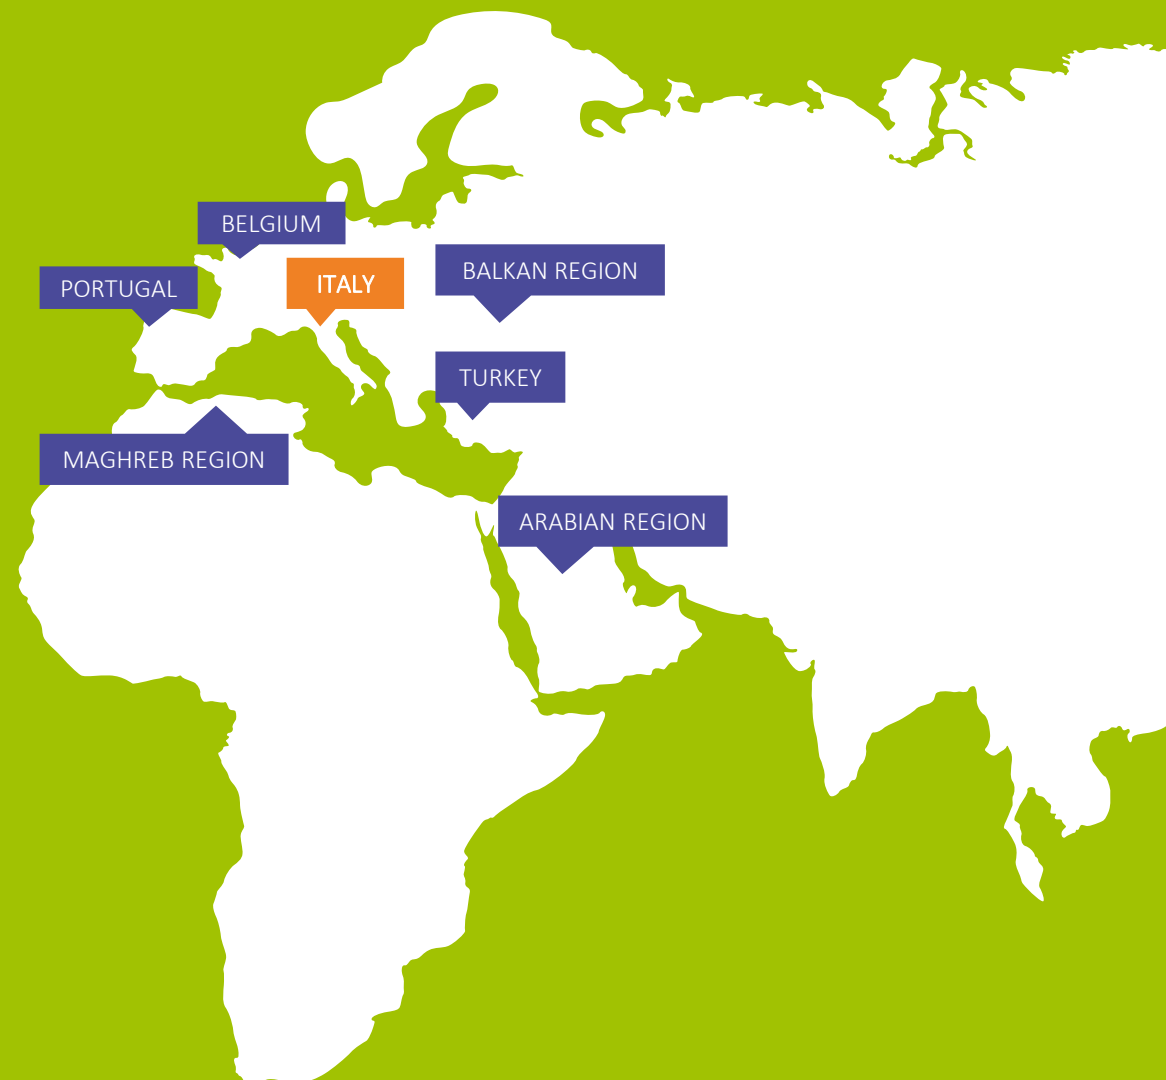 BELGIUM
BALKAN REGION
PORTUGAL
ITALY
TURKEY
MAGHREB REGION
ARABIAN REGION